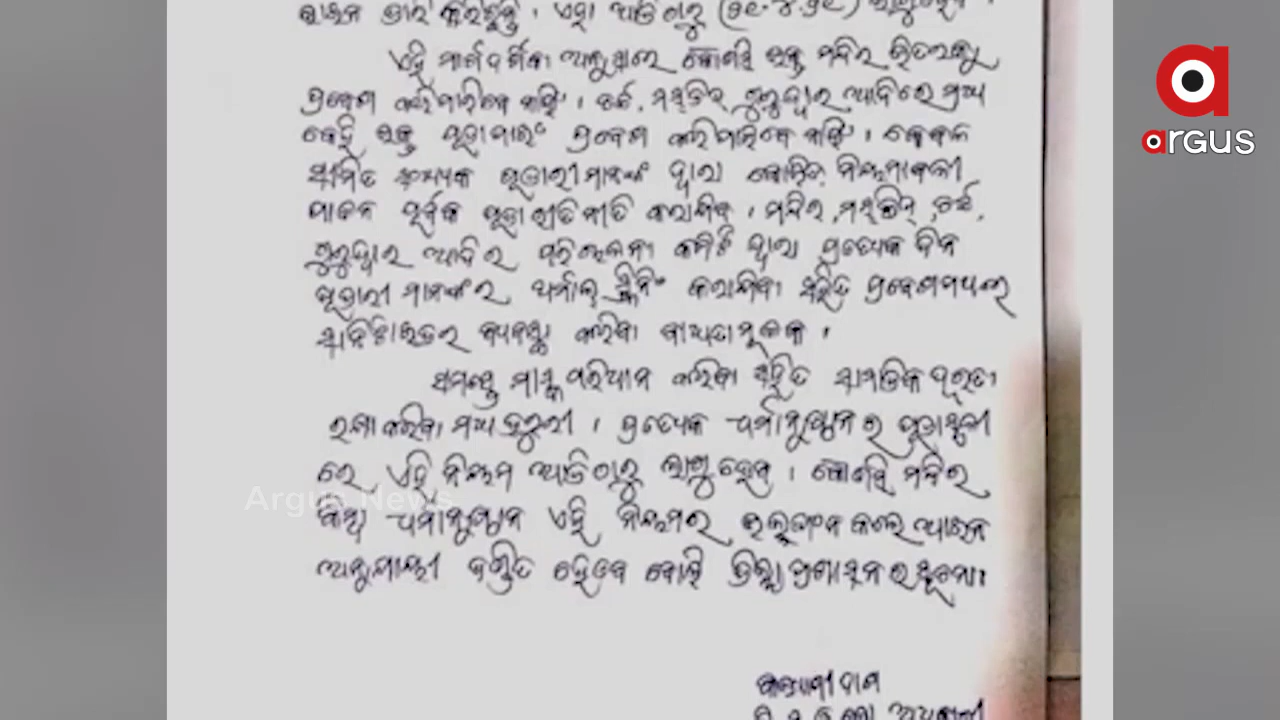 ଏହି ମାର୍ଗଦର୍ଶିକା ଅନୁସାରେ କୌଣସି ଭକ୍ତ ମନ୍ଦିର ଭିତରକୁ
ପ୍ରବେଶ କରିପାରିବେ ନାହିଁ । ଚର୍ଚ୍ଚ, ମସ୍‌ଜିଦ୍ ଗୁରୁଦ୍ୱାର ଆଦିରେ ମଧ୍ୟ
କେହି ଭକ୍ତ ପୂଜାପାଇଁ ପ୍ରବେଶ କରିପାରିବେ ନାହିଁ । କେବଳ
ସୀମିତ ସଂଖ୍ୟକ ପୂଜାରୀମାନଙ୍କ ଦ୍ୱାରା କୋଭିଡ୍ ନିୟମାବଳୀ
ପାଳନ ପୂର୍ବକ ପୂଜା ରୀତିନୀତି କରାଯିବ । ମନ୍ଦିର, ମସ୍‌ଜିଦ୍, ଚର୍ଚ୍ଚ,
ଗୁରୁଦ୍ୱାର ଆଦିର ପରିଚାଳନା କମିଟି ଦ୍ୱାରା ପ୍ରତ୍ୟେକ ଦିନ
ପୂଜାରୀ ମାନଙ୍କର ଥର୍ମାଲ୍ ସ୍କ୍ରିନିଂ କରାଯିବା ସହିତ ପ୍ରବେଶପଥରେ
ସାନିଟାଇଜର ବ୍ୟବସ୍ଥା କରିବା ବାଧ୍ୟତାମୂଳକ ।
ସମସ୍ତେ ମାସ୍କ ପରିଧାନ କରିବା ସହିତ ସାମାଜିକ ଦୂରତା
ରକ୍ଷା କରିବା ମଧ୍ୟ ଜରୁରୀ । ପ୍ରତ୍ୟେକ ଧର୍ମାନୁଷ୍ଠାନର ପୂଜାସ୍ଥଳୀ
ରେ ଏହି ନିୟମ ଆଜିଠାରୁ ଲାଗୁ ହେବ । କୌଣସି ମନ୍ଦିର
କିମ୍ବା ଧର୍ମାନୁଷ୍ଠାନ ଏହି ନିୟମର ଉଲ୍ଲଂଘନ କଲେ ଆଇନ
ଅନୁଯାୟୀ ଦଣ୍ଡିତ ହେବେ ବୋଲି ଜିଲ୍ଲା ପ୍ରଶାସନର ସୂଚନା ।
argus
Argus News